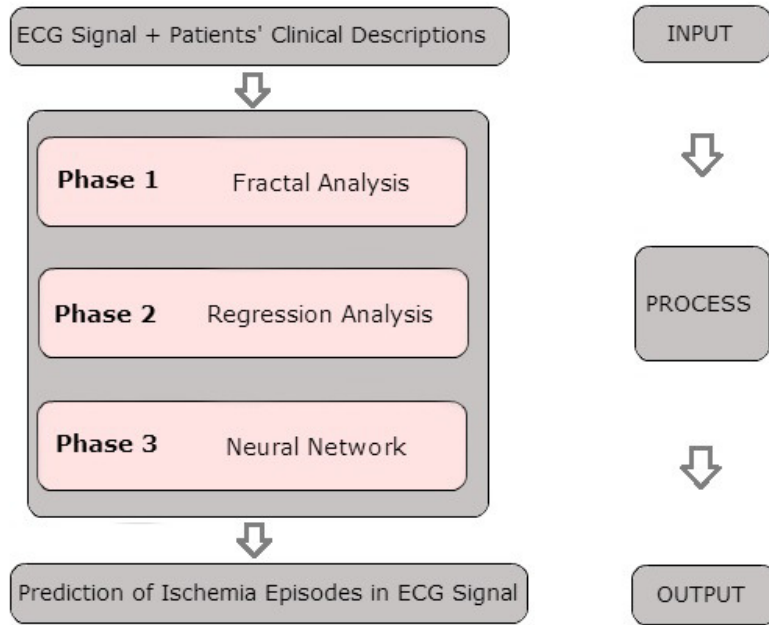 ECG Signal + Patients' Clinical Descriptions
INPUT
Phase 1 Fractal Analysis
Phase 2 Regression Analysis
PROCESS
Phase 3 Neural Network
Prediction of Ischemia Episodes in ECG Signal
OUTPUT